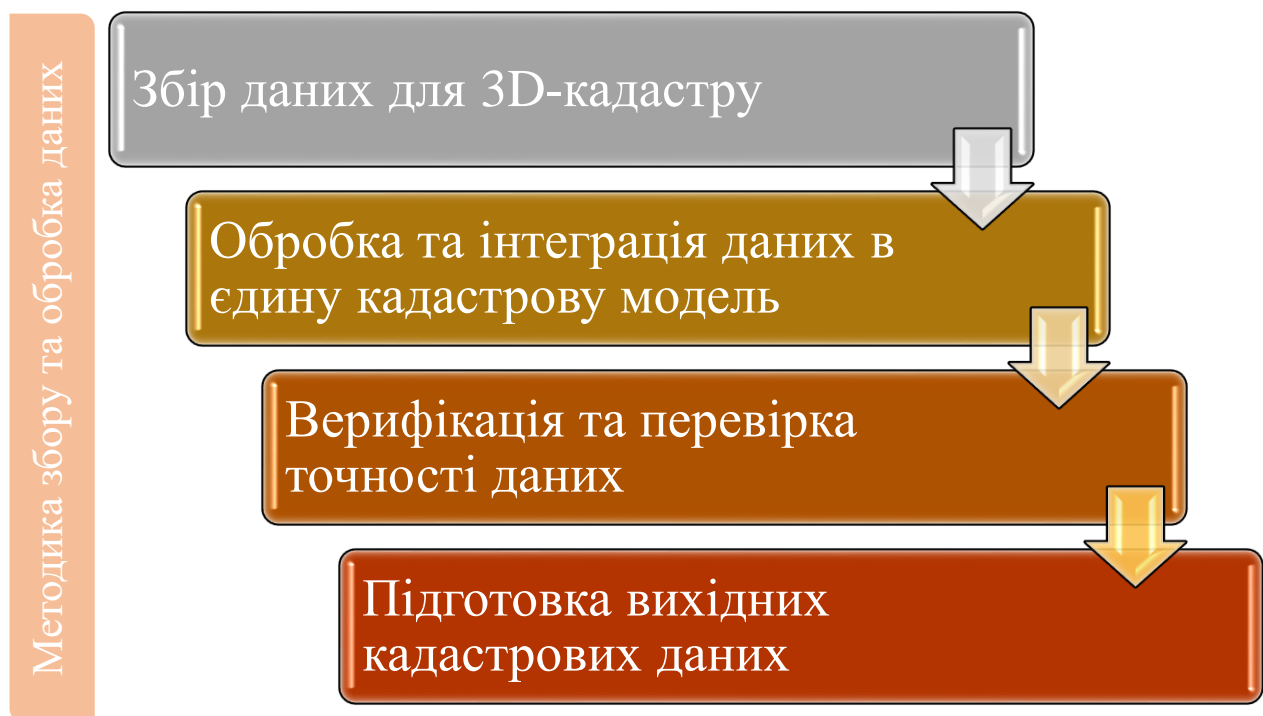 Методика збору та обробка даних
Збір даних для 3D-кадастру
Обробка та інтеграція даних в
єдину кадастрову модель
Верифікація та перевірка
точності даних
Підготовка вихідних
кадастрових даних